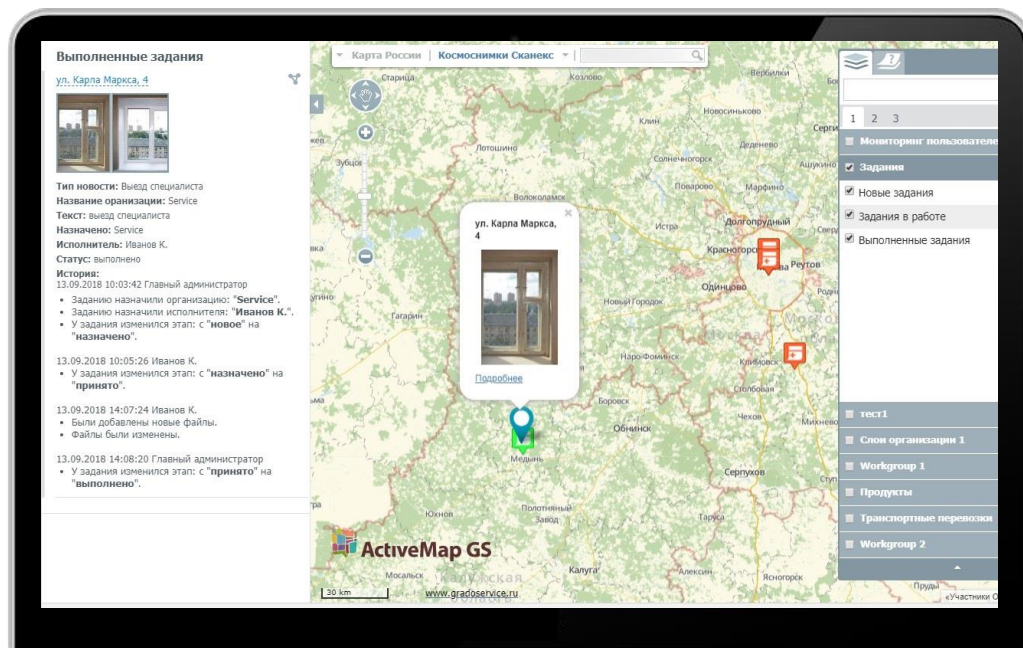 Выполненные задания
ул. Карла Маркса, 4
Тип новости: Выезд специалиста
Название оранизации: Service
Текст: выезд специалиста
Назначено: Service
Исполнитель: Иванов К.
Статус: выполнено
История:
13.09.2018 10:03:42 Главный администратор
• Заданию назначили организацию: "Service".
• Заданию назначили исполнителя: "Иванов К.".
• У задания изменился этап: с "новое" на
"назначено".
13.09.2018 10:05:26 Иванов К.
• У задания изменился этап: с "назначено" на
"принято".
13.09.2018 14:07:24 Иванов К.
• Были добавлены новые файлы.
• Файлы были изменены.
13.09.2018 14:08:20 Главный администратор
• У задания изменился этап: с "принято" на
"выполнено".
Карта России | Космоснимки Сканекс
Старица
Козлово
Вербилки
Новосиньково
Клин
Лотошино
Деденево
Серги
Зубцов
Солнечногорск
Ашукино
Поварово
Марфино
Волоколамск
Истра
Долгопрудный
Красногорск
Реутов
Одинцово
Новый Городок
Гагарин
Наро-Фоминск
Климовск
Столбовая
Боровск
Чехов
Михнево
Обнинск
Медынь
Серпухов
Ступ
Юхнов
Полотняный
Завод
Таруса
Мосальск
Калуга
Алексин
Ясногорск
Калужская
область
Пруды
ул. Карла Маркса,
4
Подробнее
ActiveMap GS
30 km
www.gradoservice.ru
«Участники О
1 2 3
Мониторинг пользователе
Задания
Новые задания
Задания в работе
Выполненные задания
тест1
Слои организации 1
Workgroup 1
Продукты
Транспортные перевозки
Workgroup 2